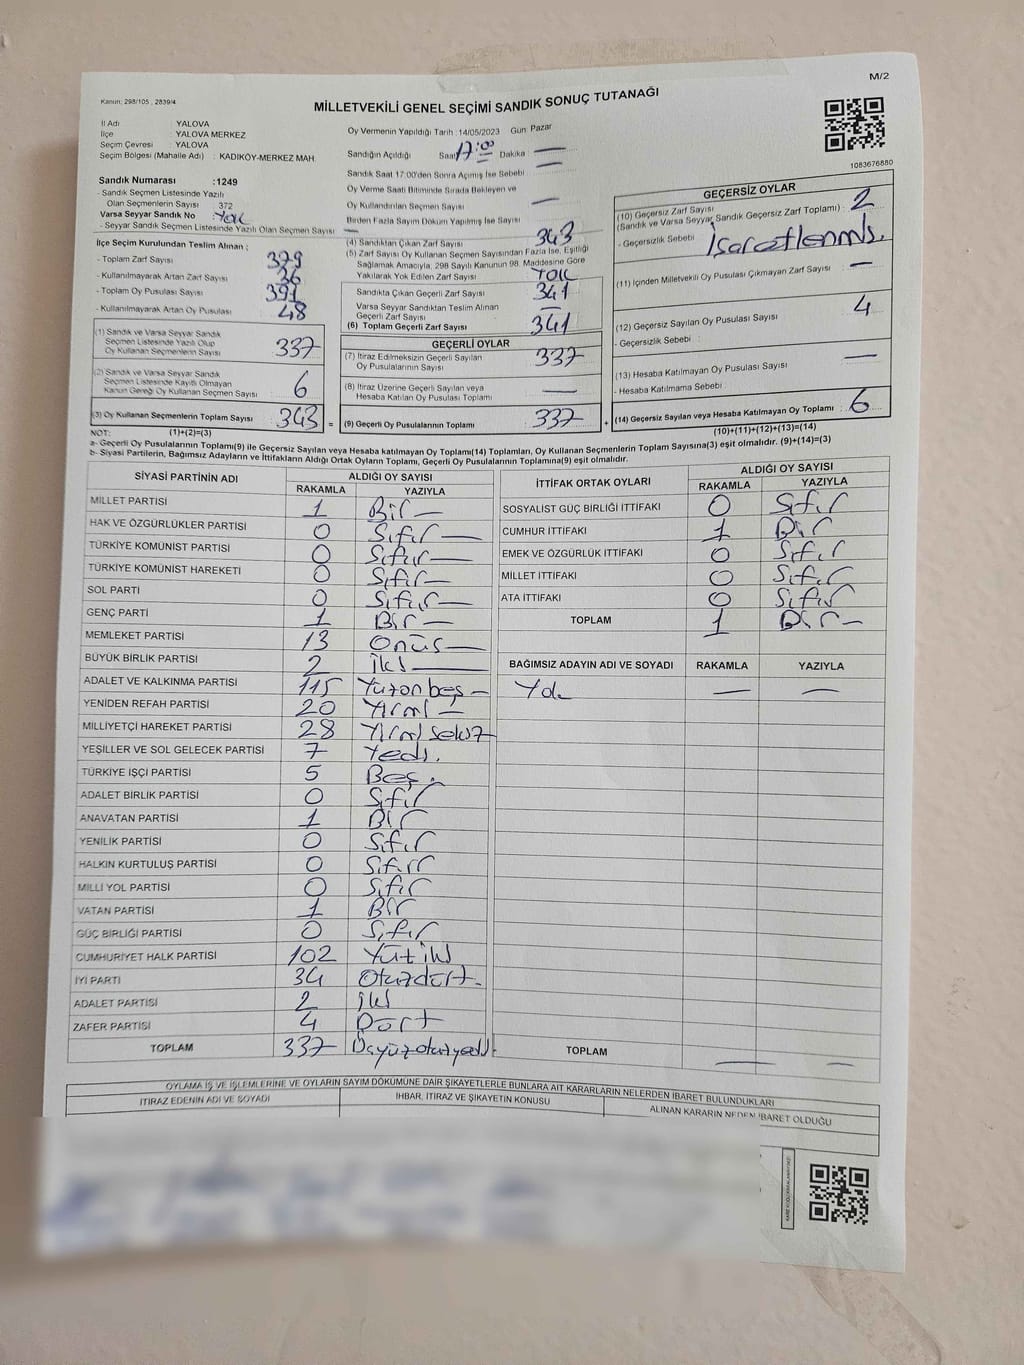 M/2
Kanun: 298/105 , 2839/4
MİLLETVEKİLİ GENEL SEÇİMİ SANDIK SONUÇ TUTANAĞI
İl Adı : YALOVA
İlçe : YALOVA MERKEZ
Seçim Çevresi : YALOVA
Seçim Bölgesi (Mahalle Adı) : KADIKÖY-MERKEZ MAH.
Sandık Numarası :1249
- Sandık Seçmen Listesinde Yazılı
Olan Seçmenlerin Sayısı : 372
Varsa Seyyar Sandık No : Yok
- Seyyar Sandık Seçmen Listesinde Yazılı Olan Seçmen Sayısı —
İlçe Seçim Kurulundan Teslim Alınan ;
- Toplam Zarf Sayısı 379
- Kullanılmayarak Artan Zarf Sayısı 36
- Toplam Oy Pusulası Sayısı 391
- Kullanılmayarak Artan Oy Pusulası 48
(1) Sandık ve Varsa Seyyar Sandık
Seçmen Listesinde Yazılı Olup
Oy Kullanan Seçmenlerin Sayısı 337
(2) Sandık ve Varsa Seyyar Sandık
Seçmen Listesinde Kayıtlı Olmayan
Kanun Gereği Oy Kullanan Seçmen Sayısı 6
(3) Oy Kullanan Seçmenlerin Toplam Sayısı 343 =
Oy Vermenin Yapıldığı Tarih :14/05/2023 Gün: Pazar
Sandığın Açıldığı Saat 17:00 Dakika —
Sandık Saat 17:00'den Sonra Açımış İse Sebebi —
Oy Verme Saati Bitiminde Sırada Bekleyen ve
Oy Kullandırılan Seçmen Sayısı —
Birden Fazla Sayım Döküm Yapılmış İse Sayısı —
(4) Sandıktan Çıkan Zarf Sayısı 343
(5) Zarf Sayısı Oy Kullanan Seçmen Sayısından Fazla İse, Eşitliği
Sağlamak Amacıyla, 298 Sayılı Kanunun 98. Maddesine Göre
Yakılarak Yok Edilen Zarf Sayısı YOK
Sandıkta Çıkan Geçerli Zarf Sayısı 341
Varsa Seyyar Sandıktan Teslim Alınan
Geçerli Zarf Sayısı —
(6) Toplam Geçerli Zarf Sayısı 341
GEÇERLİ OYLAR
(7) İtiraz Edilmeksizin Geçerli Sayılan
Oy Pusulasının Sayısı 337
(8) İtiraz Üzerine Geçerli Sayılan veya
Hesaba Katılan Oy Pusulası Toplamı —
(9) Geçerli Oy Pusulalarının Toplamı 337 +
1083676880
GEÇERSİZ OYLAR
(10) Geçersiz Zarf Sayısı 2
(Sandık ve Varsa Seyyar Sandık Geçersiz Zarf Toplamı)
- Geçersizlik Sebebi : İşaretlenmiş.
(11) İçinden Milletvekili Oy Pusulası Çıkmayan Zarf Sayısı —
(12) Geçersiz Sayılan Oy Pusulası Sayısı 4
- Geçersizlik Sebebi :
(13) Hesaba Katılmayan Oy Pusulası Sayısı —
- Hesaba Katılmama Sebebi :
(14) Geçersiz Sayılan veya Hesaba Katılmayan Oy Toplamı 6
NOT: (1)+(2)=(3) (10)+(11)+(12)+(13)=(14)
a- Geçerli Oy Pusulalarının Toplamı(9) ile Geçersiz Sayılan veya Hesaba katılmayan Oy Toplamı(14) Toplamları, Oy Kullanan Seçmenlerin Toplam Sayısına(3) eşit olmalıdır. (9)+(14)=(3)
b- Siyasi Partilerin, Bağımsız Adayların ve İttifakların Aldığı Ortak Oyların Toplamı, Geçerli Oy Pusulalarının Toplamına(9) eşit olmalıdır.
SİYASİ PARTİNİN ADI ALDIĞI OY SAYISI
RAKAMLA YAZIYLA
MİLLET PARTİSİ 1 Bir —
HAK VE ÖZGÜRLÜKLER PARTİSİ 0 Sıfır —
TÜRKİYE KOMÜNİST PARTİSİ 0 Sıfır —
TÜRKİYE KOMÜNİST HAREKETİ 0 Sıfır —
SOL PARTİ 0 Sıfır —
GENÇ PARTİ 1 Bir —
MEMLEKET PARTİSİ 13 Onüs —
BÜYÜK BİRLİK PARTİSİ 2 İki —
ADALET VE KALKINMA PARTİSİ 115 Yüzonbeş —
YENİDEN REFAH PARTİSİ 20 Yirmi —
MİLLİYETÇİ HAREKET PARTİSİ 28 Yirmi sekiz
YEŞİLLER VE SOL GELECEK PARTİSİ 7 Yedi.
TÜRKİYE İŞÇİ PARTİSİ 5 Beş.
ADALET BİRLİK PARTİSİ 0 Sıfır
ANAVATAN PARTİSİ 1 Bir
YENİLİK PARTİSİ 0 Sıfır
HALKIN KURTULUŞ PARTİSİ 0 Sıfır
MİLLİ YOL PARTİSİ 0 Sıfır
VATAN PARTİSİ 1 Bir
GÜÇ BİRLİĞİ PARTİSİ 0 Sıfır
CUMHURİYET HALK PARTİSİ 102 Yüz iki
İYİ PARTİ 34 Otuzdört.
ADALET PARTİSİ 2 iki
ZAFER PARTİSİ 4 Dört
TOPLAM 337 Üçyüzotuzyedi.
İTTİFAK ORTAK OYLARI ALDIĞI OY SAYISI
RAKAMLA YAZIYLA
SOSYALİST GÜÇ BİRLİĞİ İTTİFAKI 0 Sıfır
CUMHUR İTTİFAKI 1 Bir
EMEK VE ÖZGÜRLÜK İTTİFAKI 0 Sıfır
MİLLET İTTİFAKI 0 Sıfır
ATA İTTİFAKI 0 Sıfır
TOPLAM 1 Bir —
BAĞIMSIZ ADAYIN ADI VE SOYADI RAKAMLA YAZIYLA
Yok — —
TOPLAM — —
OYLAMA İŞ VE İŞLEMLERİNE VE OYLARIN SAYIM DÖKÜMÜNE DAİR ŞİKAYETLERLE BUNLARA AİT KARARLARIN NELERDEN İBARET BULUNDUKLARI
İTİRAZ EDENİN ADI VE SOYADI İHBAR, İTİRAZ VE ŞİKAYETİN KONUSU ALINAN KARARIN NEDEN İBARET OLDUĞU